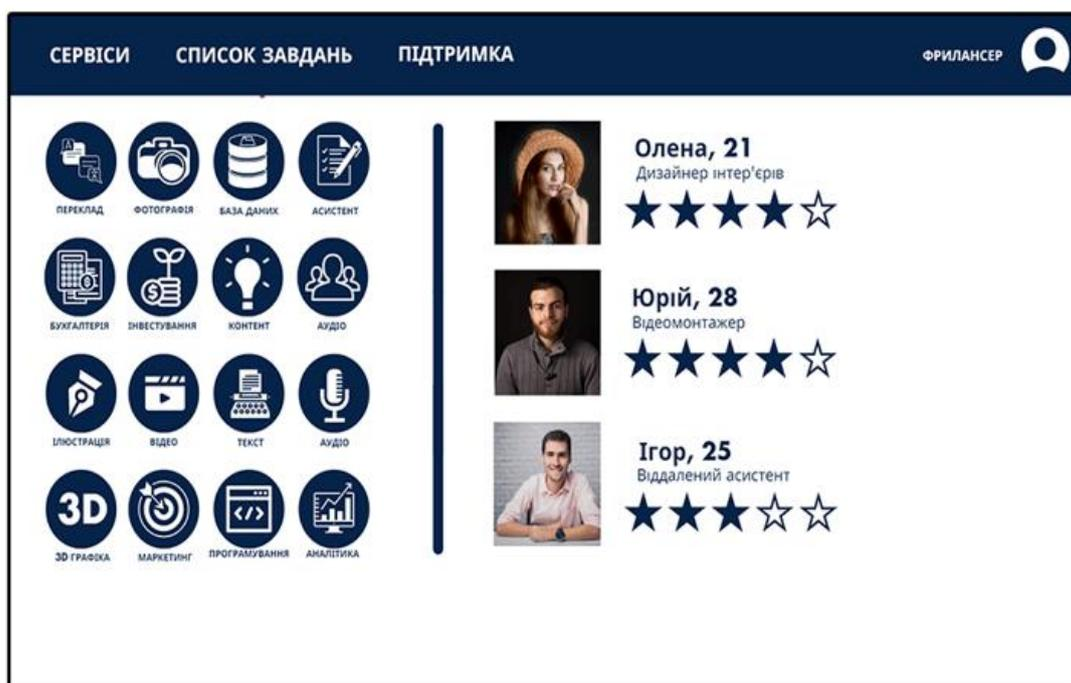 СЕРВІСИ СПИСОК ЗАВДАНЬ ПІДТРИМКА ФРИЛАНСЕР
ПЕРЕКЛАД ФОТОГРАФІЯ БАЗА ДАНИХ АСИСТЕНТ
БУХГАЛТЕРІЯ ІНВЕСТУВАННЯ КОНТЕНТ АУДІО
ІЛЮСТРАЦІЯ ВІДЕО ТЕКСТ АУДІО
3D
3D ГРАФІКА МАРКЕТИНГ ПРОГРАМУВАННЯ АНАЛІТИКА
Олена, 21
Дизайнер інтер'єрів
Юрій, 28
Відеомонтажер
Ігор, 25
Віддалений асистент